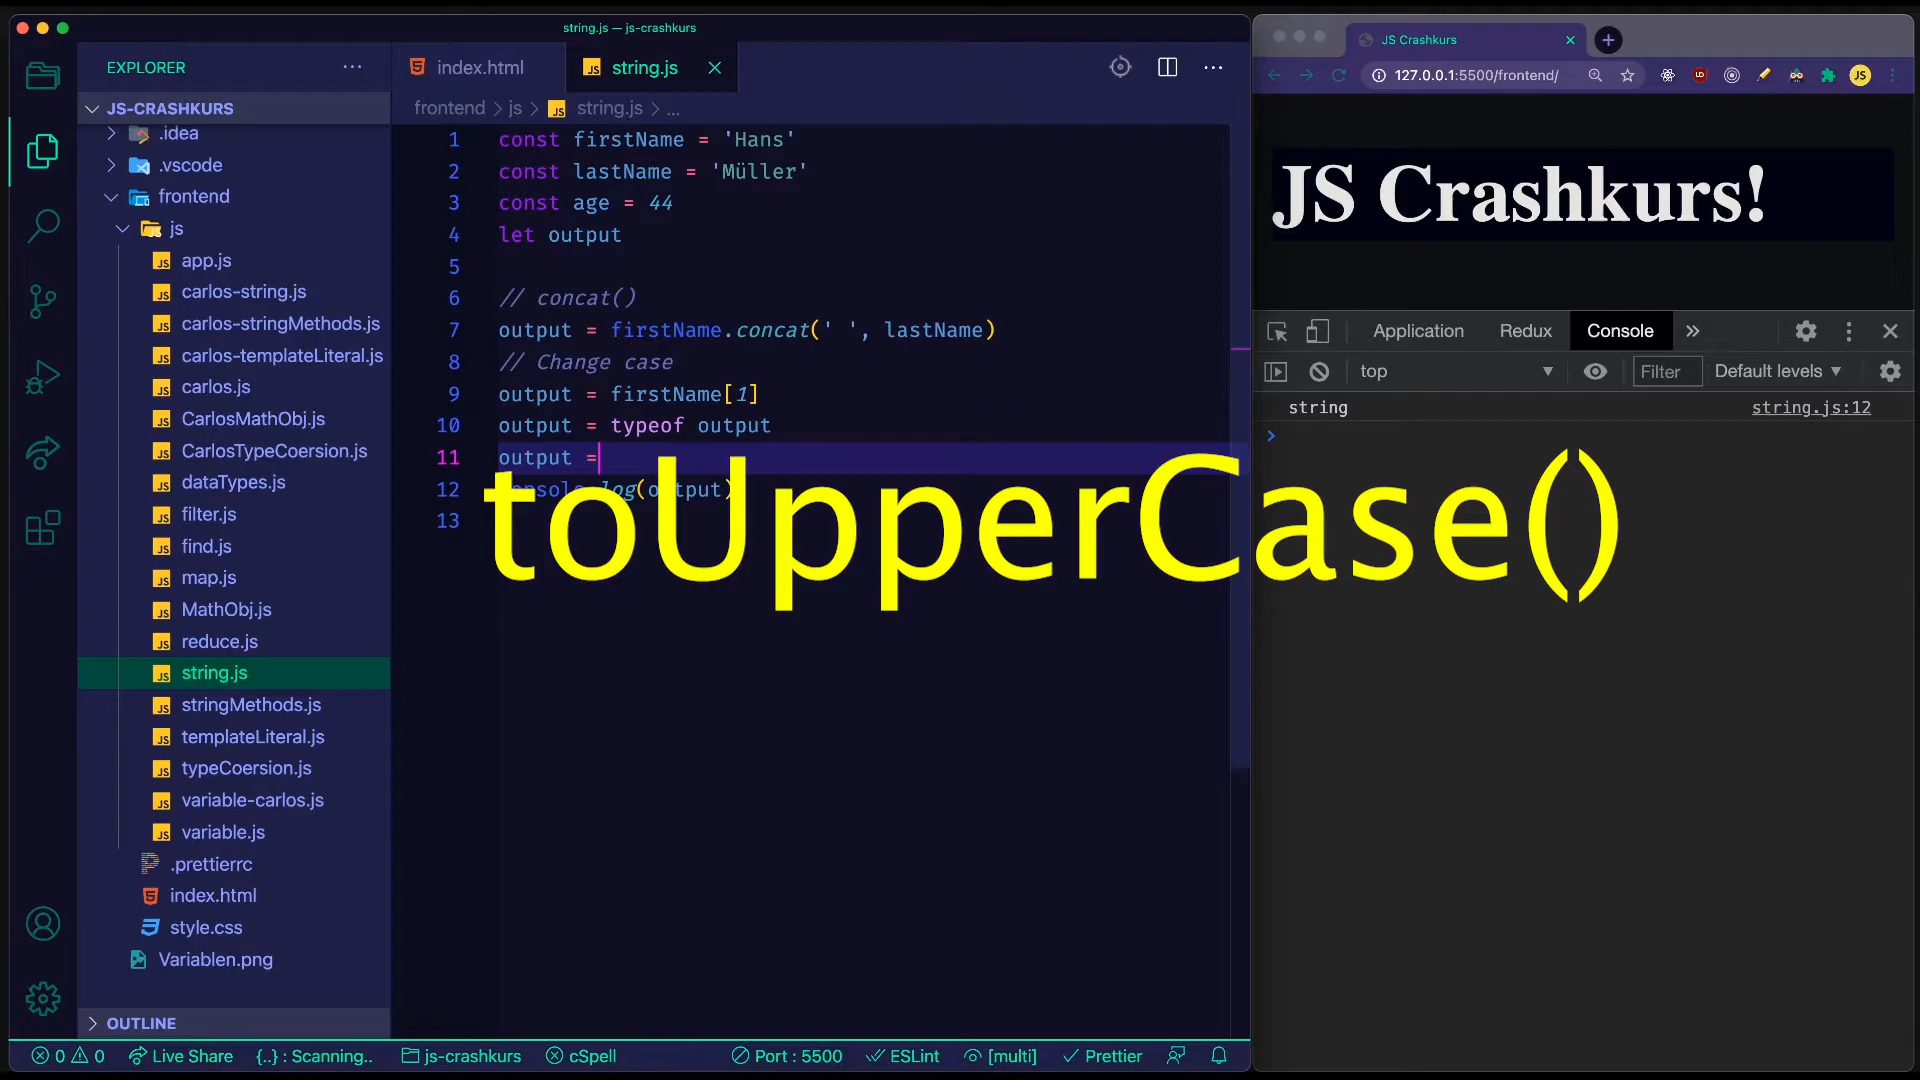 string.js — js-crashkurs
EXPLORER
JS-CRASHKURS
.idea
.vscode
frontend
js
app.js
carlos-string.js
carlos-stringMethods.js
carlos-templateLiteral.js
carlos.js
CarlosMathObj.js
CarlosTypeCoersion.js
dataTypes.js
filter.js
find.js
map.js
MathObj.js
reduce.js
string.js
stringMethods.js
templateLiteral.js
typeCoersion.js
variable-carlos.js
variable.js
.prettierrc
index.html
style.css
Variablen.png
OUTLINE
index.html
string.js
frontend > js > string.js > ...
1 const firstName = 'Hans'
2 const lastName = 'Müller'
3 const age = 44
4 let output
5
6 // concat()
7 output = firstName.concat(' ', lastName)
8 // Change case
9 output = firstName[1]
10 output = typeof output
11 output =
12 console.log(output)
13
toUpperCase()
JS Crashkurs
127.0.0.1:5500/frontend/
JS
JS Crashkurs!
Application Redux Console
top Filter Default levels
string string.js:12
0 0 Live Share {..} : Scanning.. js-crashkurs cSpell Port : 5500 ESLint [multi] Prettier